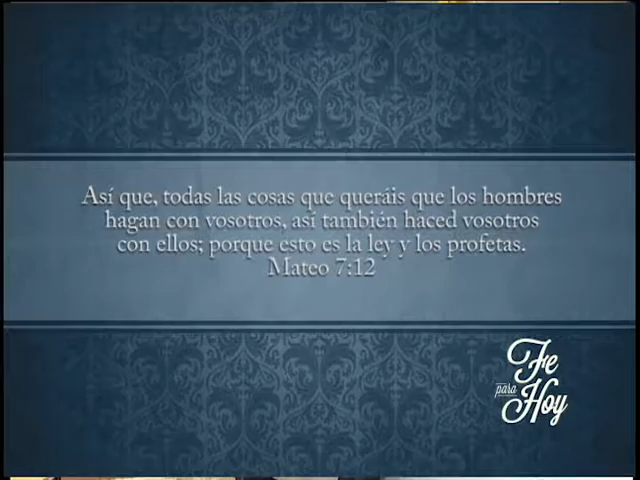 Así que, todas las cosas que queráis que los hombres
hagan con vosotros, así también haced vosotros
con ellos; porque esto es la ley y los profetas.
Mateo 7:12
Fe
para
Hoy